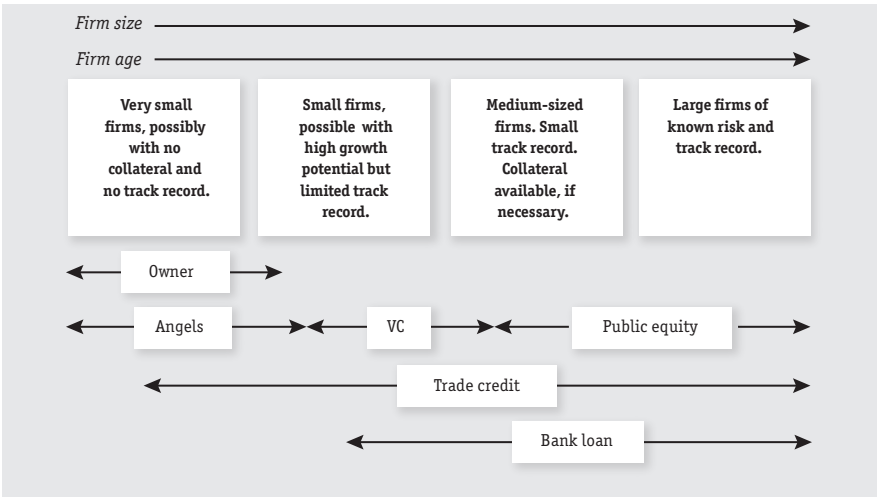 Firm size
Firm age
Very small
firms, possibly
with no
collateral and
no track record.
Small firms,
possible with
high growth
potential but
limited track
record.
Medium-sized
firms. Small
track record.
Collateral
available, if
necessary.
Large firms of
known risk and
track record.
Owner
Angels
VC
Public equity
Trade credit
Bank loan